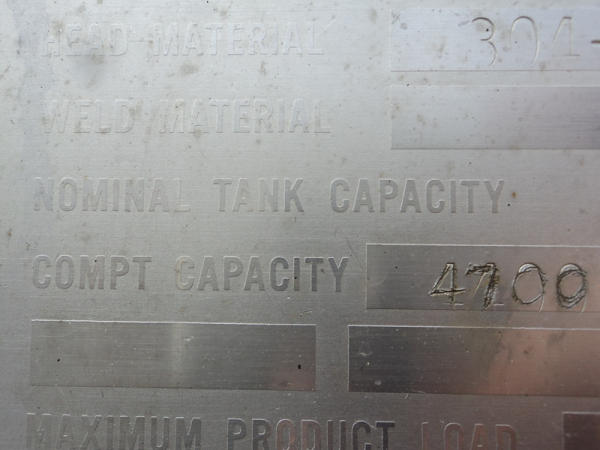 HEAD MATERIAL 304-
WELD MATERIAL
NOMINAL TANK CAPACITY
COMPT CAPACITY 4700
MAXIMUM PRODUCT LOAD